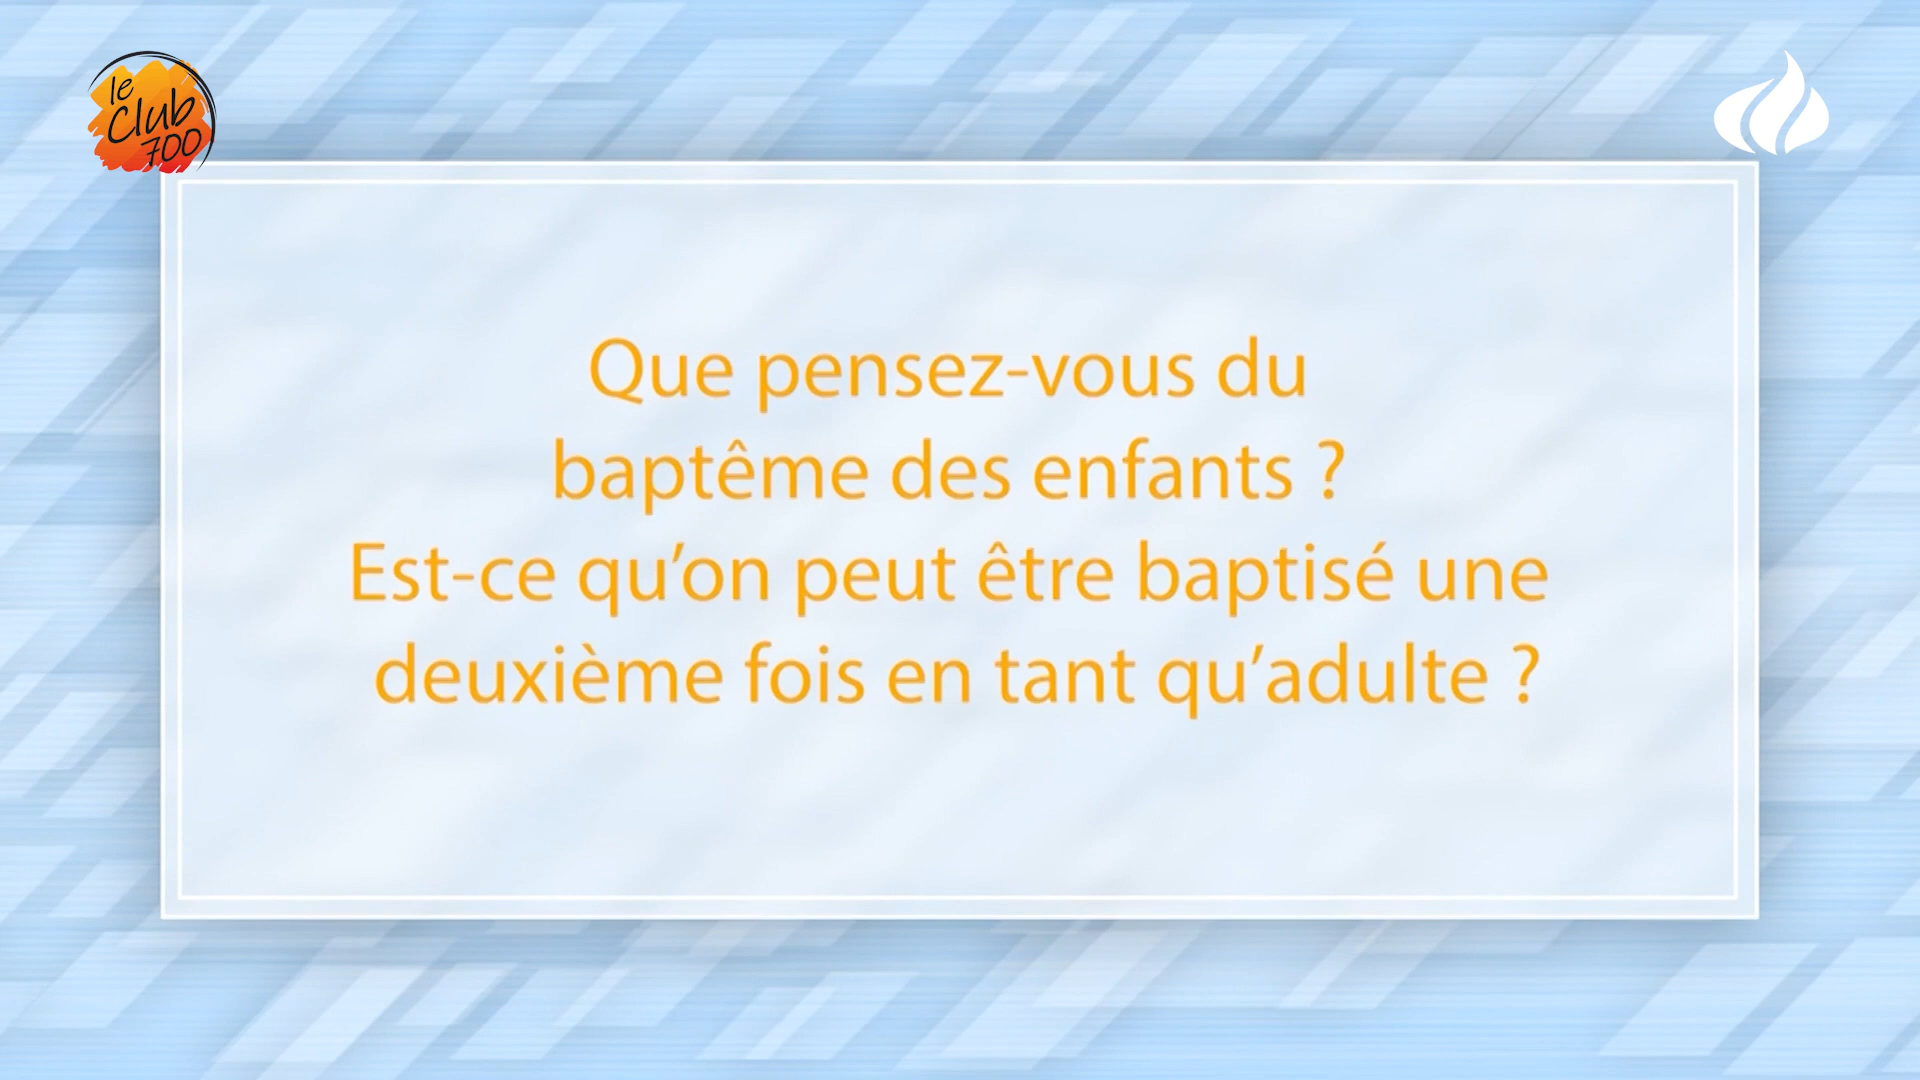 le
Club
700
Que pensez-vous du
baptême des enfants ?
Est-ce qu’on peut être baptisé une
deuxième fois en tant qu’adulte ?